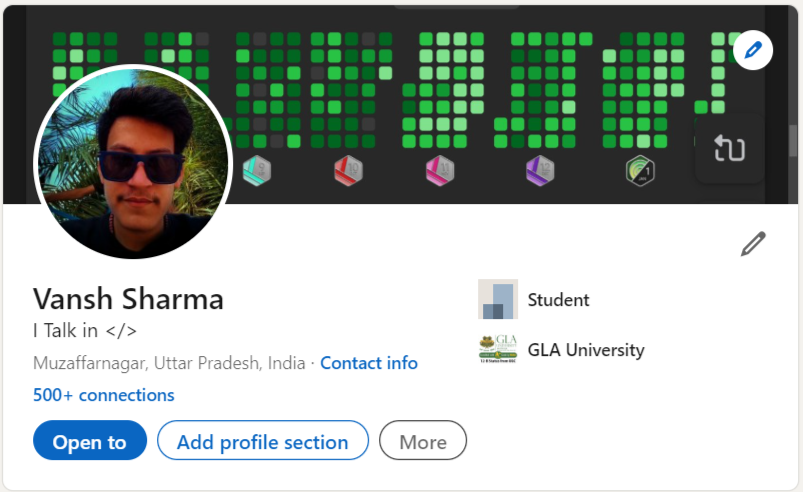 Vansh Sharma
I Talk in </>
Muzaffarnagar, Uttar Pradesh, India · Contact info
500+ connections
Open to
Add profile section
More
Student
GLA
GLA University